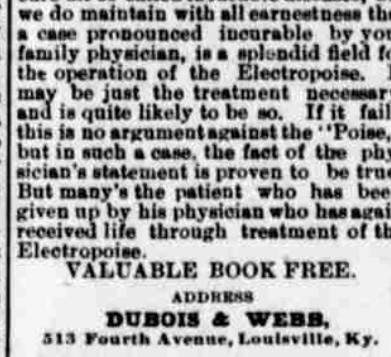 we do maintain with all earnestness tha
a case pronounced incurable by you
family physician, is a splendid field fo
the operation of the Electropoise.
may be just the treatment necessar
and is quite likely to be so. If it fail
this is no argument against the "Poise,
but in such a case, the fact of the phy
sician's statement is proven to be true
But many's the patient who has bee
given up by his physician who has agai
received life through treatment of th
Electropoise.
VALUABLE BOOK FREE.
ADDRESS
DUBOIS & WEBB,
513 Fourth Avenue, Louisville, Ky.